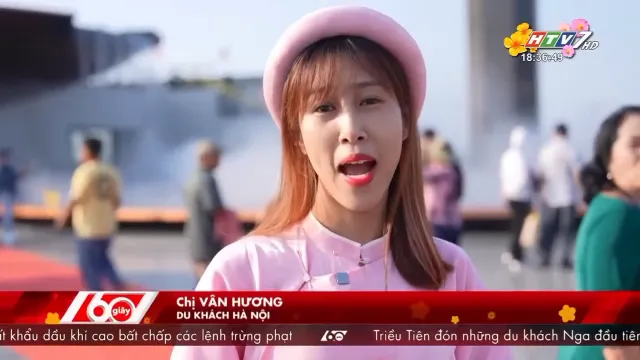 HTV7 HD
18:36:49
60 giây
Chị VÂN HƯƠNG
DU KHÁCH HÀ NỘI
ất khẩu dầu khí cao bất chấp các lệnh trừng phạt 60 Triều Tiên đón những du khách Nga đầu tiê